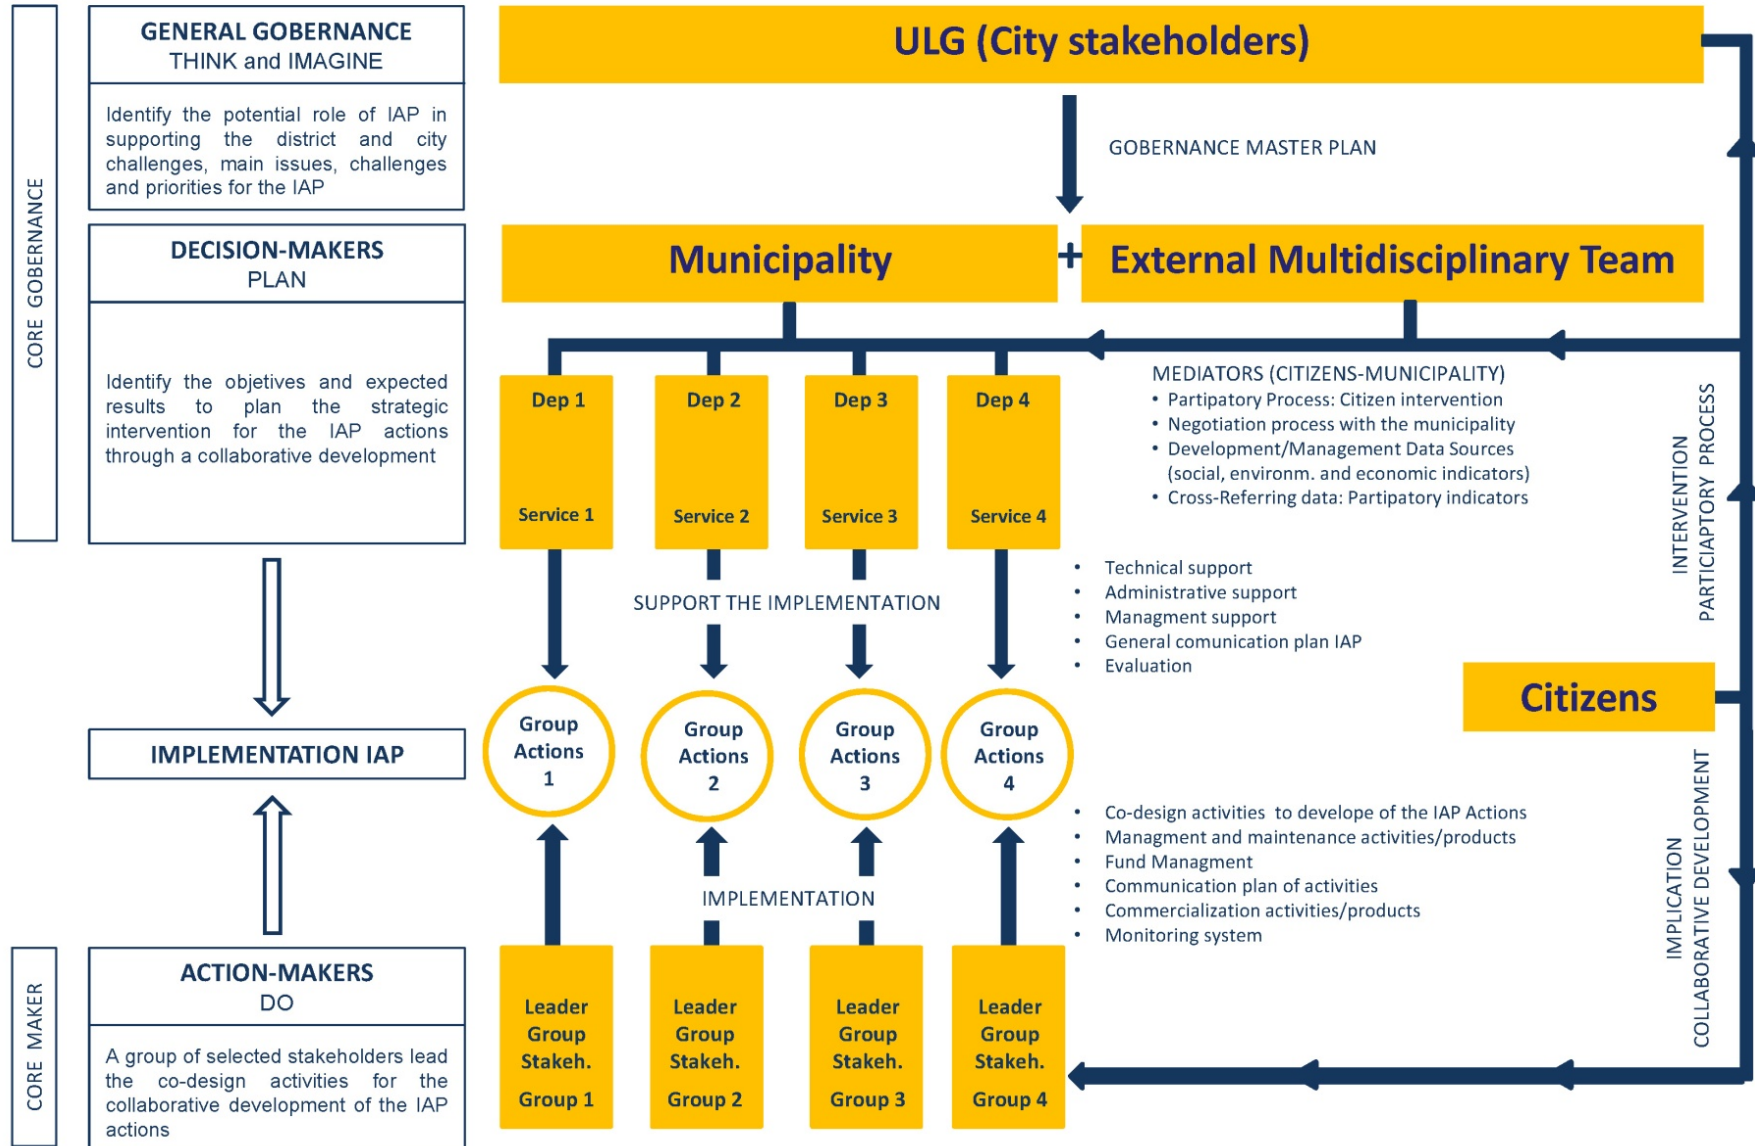 CORE GOBERNANCE
GENERAL GOBERNANCE
THINK and IMAGINE
Identify the potential role of IAP in
supporting the district and city
challenges, main issues, challenges
and priorities for the IAP
DECISION-MAKERS
PLAN
Identify the objetives and expected
results to plan the strategic
intervention for the IAP actions
through a collaborative development
IMPLEMENTATION IAP
CORE MAKER
ACTION-MAKERS
DO
A group of selected stakeholders lead
the co-design activities for the
collaborative development of the IAP
actions
ULG (City stakeholders)
GOBERNANCE MASTER PLAN
Municipality
+
External Multidisciplinary Team
Dep 1
Service 1
Dep 2
Service 2
Dep 3
Service 3
Dep 4
Service 4
MEDIATORS (CITIZENS-MUNICIPALITY)
• Partipatory Process: Citizen intervention
• Negotiation process with the municipality
• Development/Management Data Sources
(social, environm. and economic indicators)
• Cross-Referring data: Partipatory indicators
SUPPORT THE IMPLEMENTATION
• Technical support
• Administrative support
• Managment support
• General comunication plan IAP
• Evaluation
Group
Actions
1
Group
Actions
2
Group
Actions
3
Group
Actions
4
Citizens
INTERVENTION
PARTICIAPTORY PROCESS
IMPLEMENTATION
• Co-design activities to develope of the IAP Actions
• Managment and maintenance activities/products
• Fund Managment
• Communication plan of activities
• Commercialization activities/products
• Monitoring system
IMPLICATION
COLLABORATIVE DEVELOPMENT
Leader
Group
Stakeh.
Group 1
Leader
Group
Stakeh.
Group 2
Leader
Group
Stakeh.
Group 3
Leader
Group
Stakeh.
Group 4